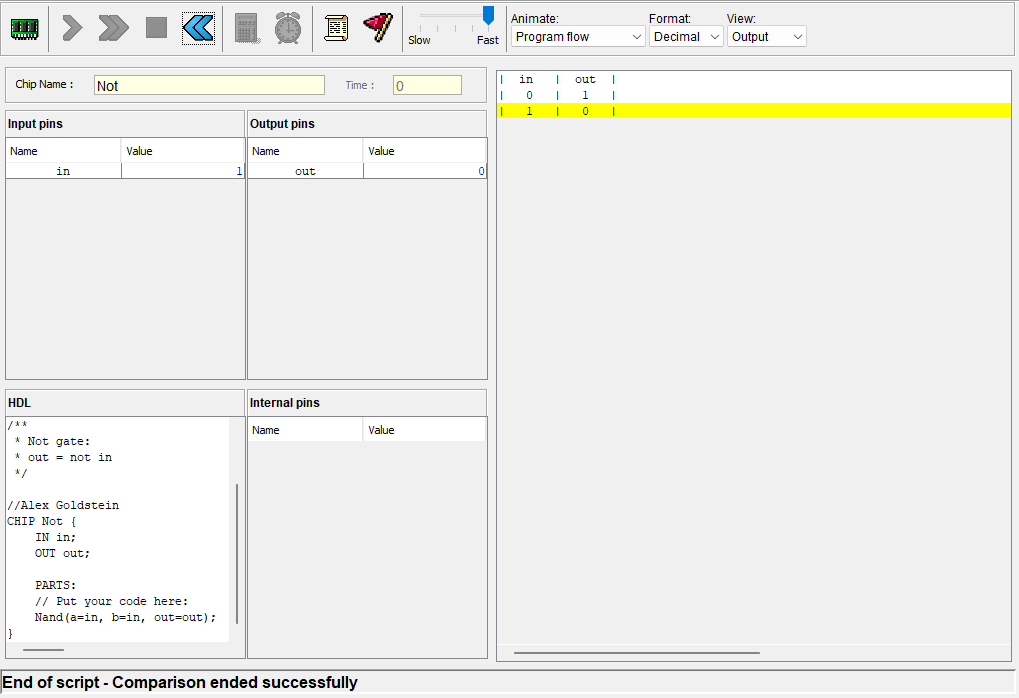 Slow Fast
Animate: Format: View:
Program flow Decimal Output
Chip Name : Not Time : 0
Input pins
Name Value
in 1
Output pins
Name Value
out 0
HDL
/**
* Not gate:
* out = not in
*/
//Alex Goldstein
CHIP Not {
IN in;
OUT out;
PARTS:
// Put your code here:
Nand(a=in, b=in, out=out);
}
Internal pins
Name Value
| in | out |
| 0 | 1 |
| 1 | 0 |
End of script - Comparison ended successfully